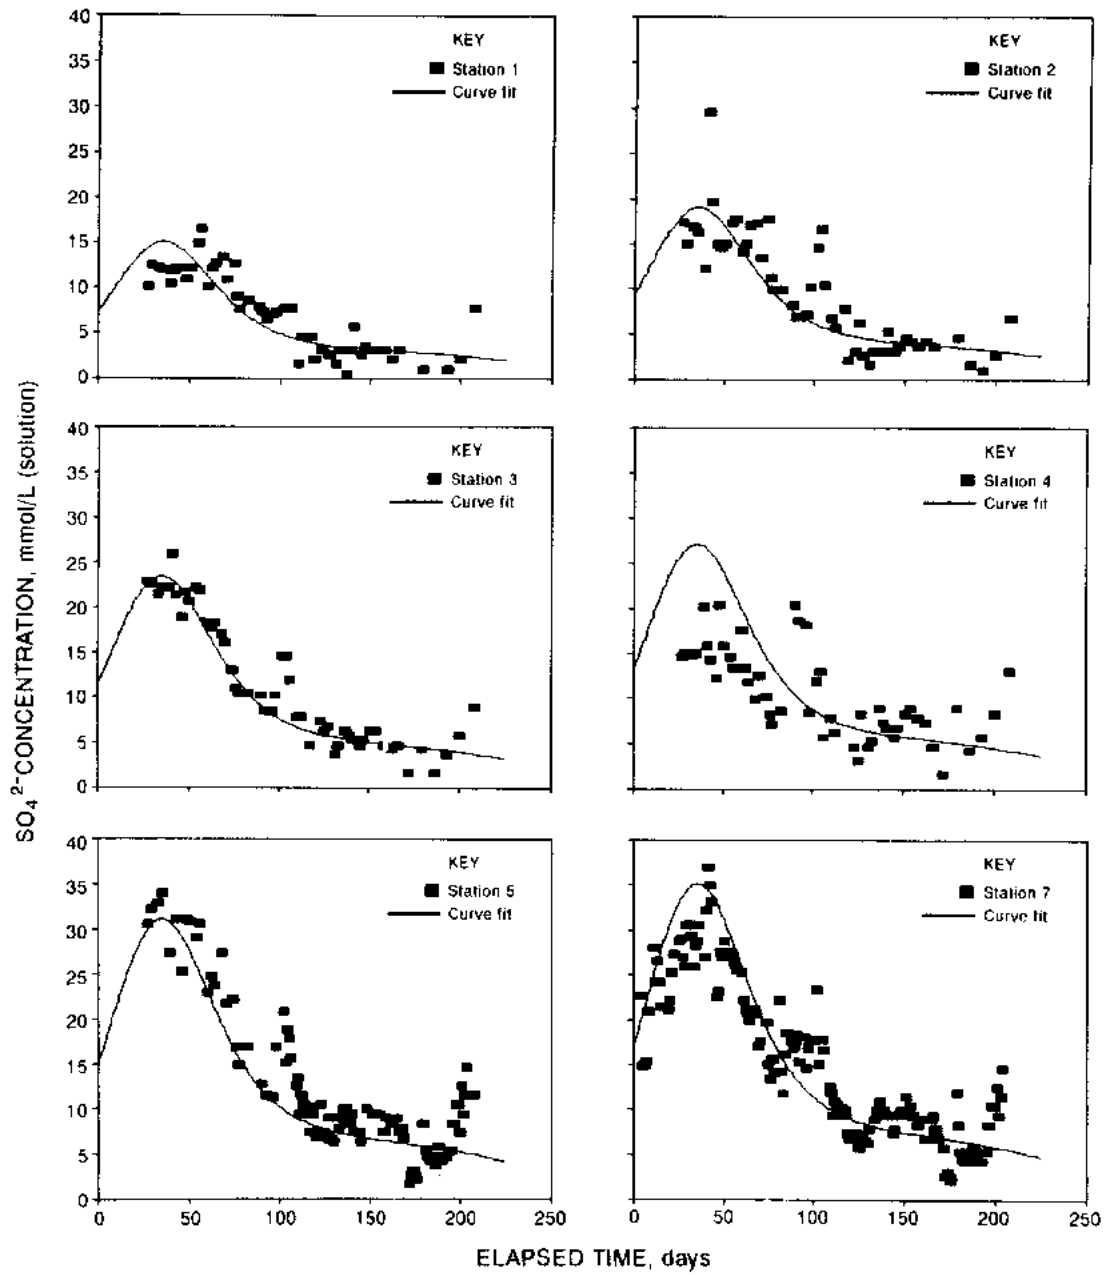 40
35
30
25
20
15
10
5
0
KEY
Station 1
Curve fit
KEY
Station 2
Curve fit
40
35
30
25
20
15
10
5
0
KEY
Station 3
Curve fit
KEY
Station 4
Curve fit
40
35
30
25
20
15
10
5
0
KEY
Station 5
Curve fit
KEY
Station 7
Curve fit
0 50 100 150 200 250
0 50 100 150 200 250
SO₄²⁻CONCENTRATION, mmol/L (solution)
ELAPSED TIME, days